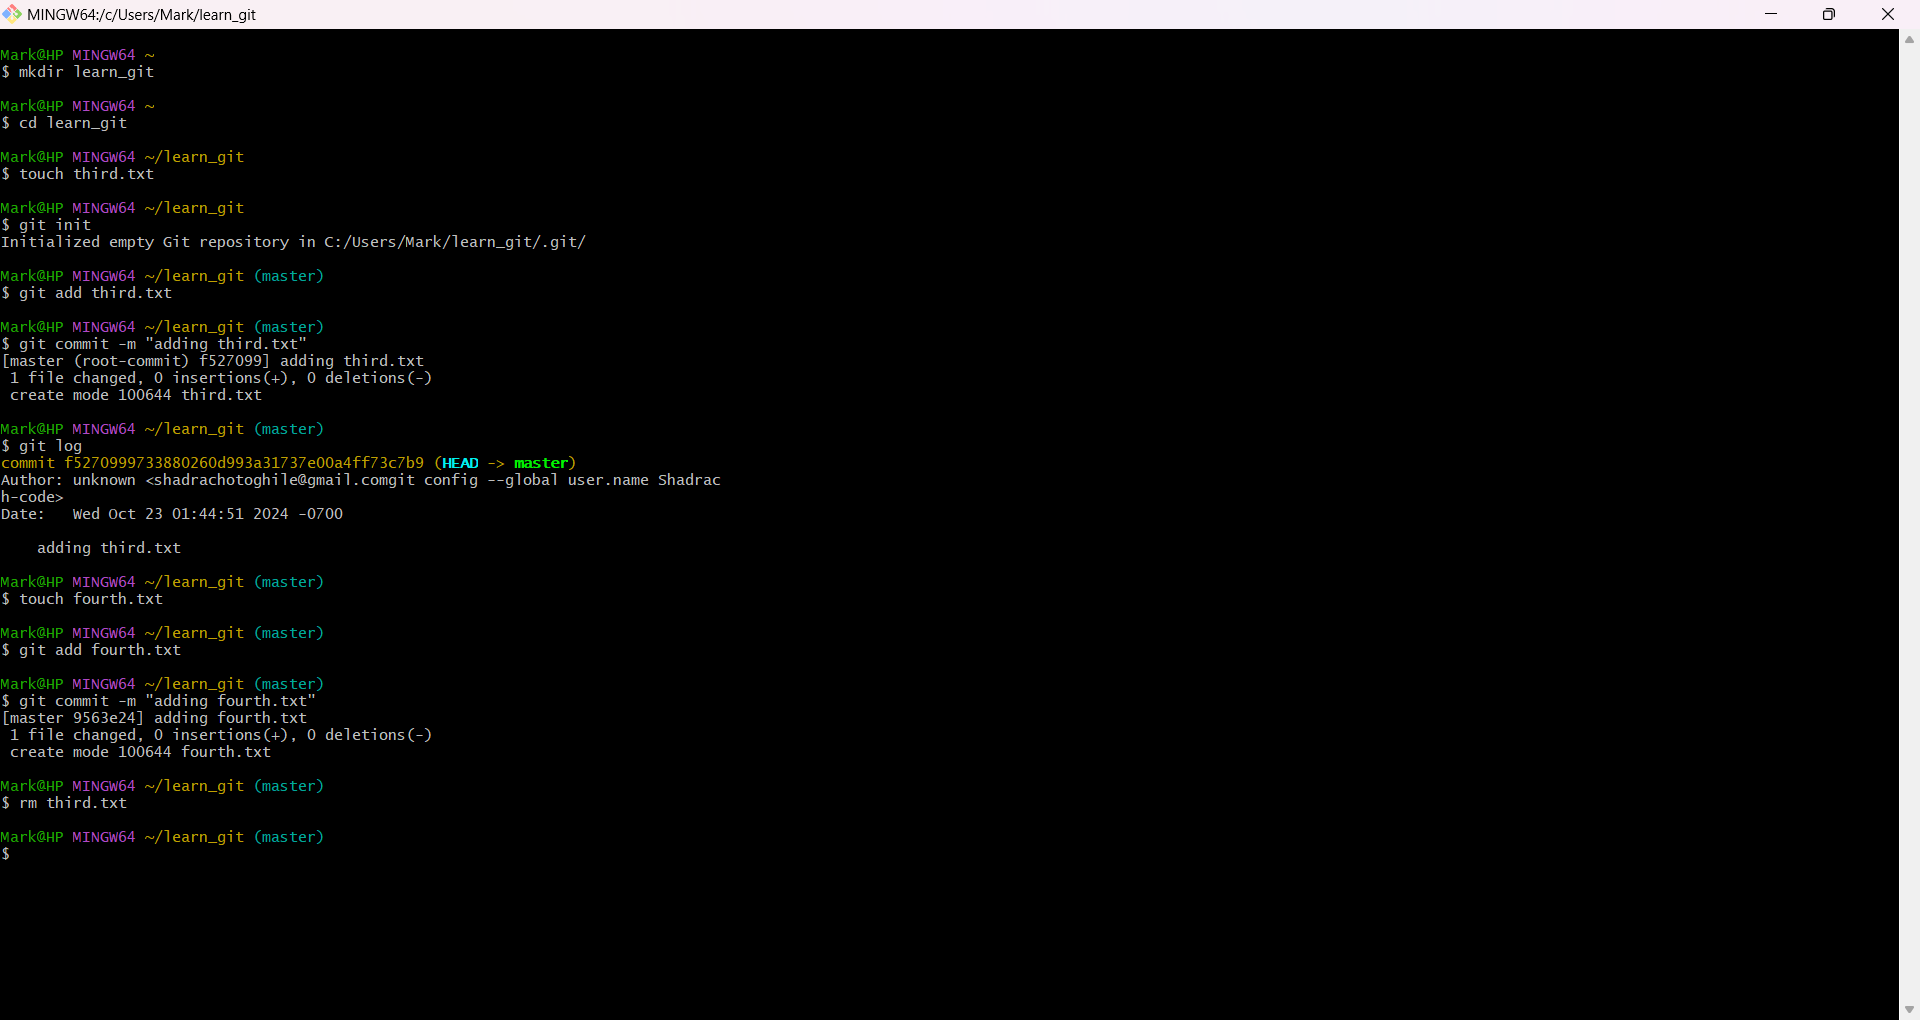 MINGW64:/c/Users/Mark/learn_git
Mark@HP MINGW64 ~
$ mkdir learn_git
Mark@HP MINGW64 ~
$ cd learn_git
Mark@HP MINGW64 ~/learn_git
$ touch third.txt
Mark@HP MINGW64 ~/learn_git
$ git init
Initialized empty Git repository in C:/Users/Mark/learn_git/.git/
Mark@HP MINGW64 ~/learn_git (master)
$ git add third.txt
Mark@HP MINGW64 ~/learn_git (master)
$ git commit -m "adding third.txt"
[master (root-commit) f527099] adding third.txt
 1 file changed, 0 insertions(+), 0 deletions(-)
 create mode 100644 third.txt
Mark@HP MINGW64 ~/learn_git (master)
$ git log
commit f5270999733880260d993a31737e00a4ff73c7b9 (HEAD -> master)
Author: unknown <shadrachotoghile@gmail.comgit config --global user.name Shadrac
h-code>
Date:   Wed Oct 23 01:44:51 2024 -0700
    adding third.txt
Mark@HP MINGW64 ~/learn_git (master)
$ touch fourth.txt
Mark@HP MINGW64 ~/learn_git (master)
$ git add fourth.txt
Mark@HP MINGW64 ~/learn_git (master)
$ git commit -m "adding fourth.txt"
[master 9563e24] adding fourth.txt
 1 file changed, 0 insertions(+), 0 deletions(-)
 create mode 100644 fourth.txt
Mark@HP MINGW64 ~/learn_git (master)
$ rm third.txt
Mark@HP MINGW64 ~/learn_git (master)
$